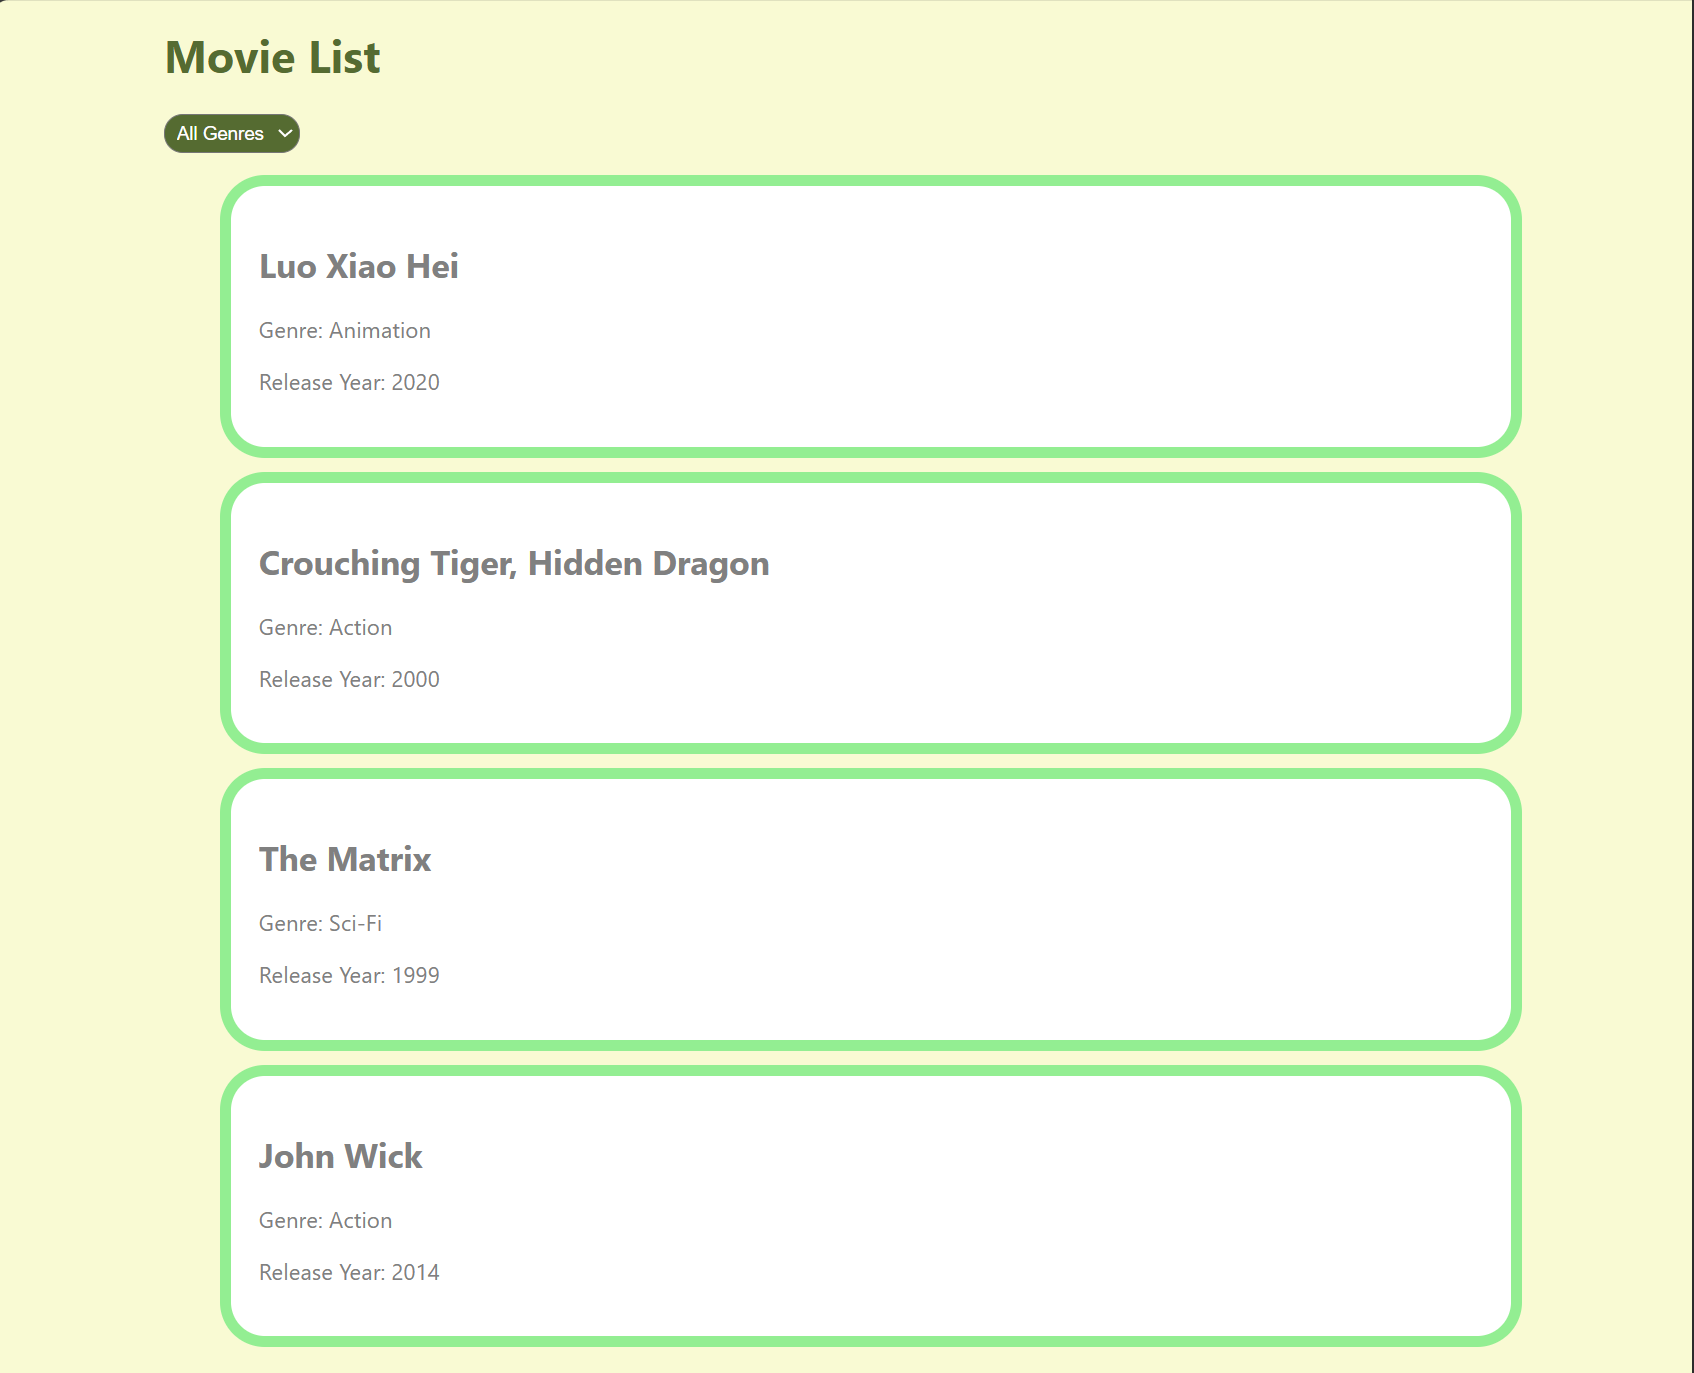 Movie List
All Genres
Luo Xiao Hei
Genre: Animation
Release Year: 2020
Crouching Tiger, Hidden Dragon
Genre: Action
Release Year: 2000
The Matrix
Genre: Sci-Fi
Release Year: 1999
John Wick
Genre: Action
Release Year: 2014